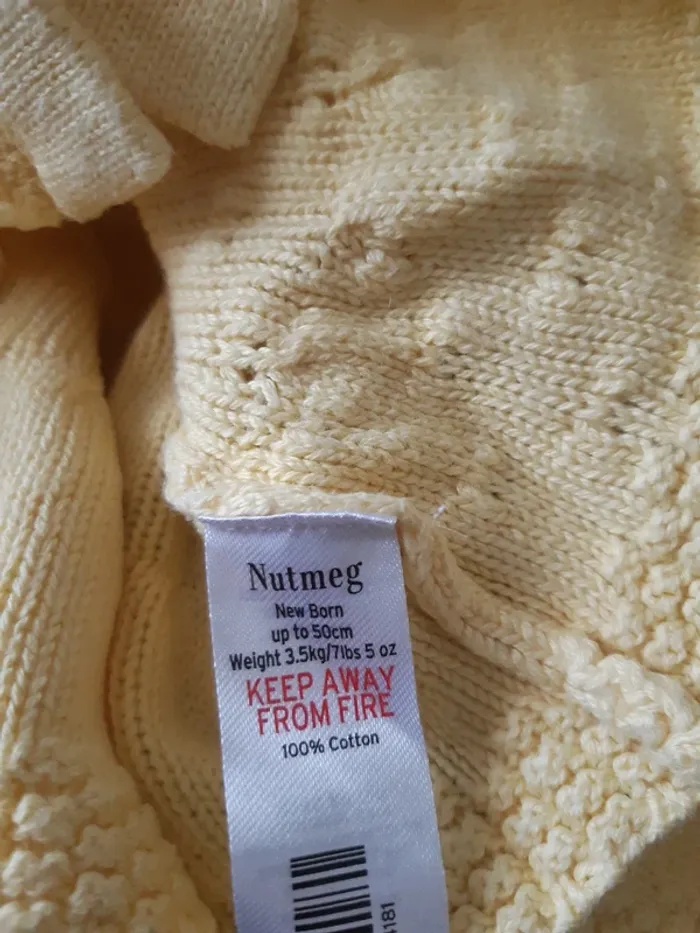 Nutmeg
New Born
up to 50cm
Weight 3.5kg/7lbs 5 oz
KEEP AWAY
FROM FIRE
100% Cotton